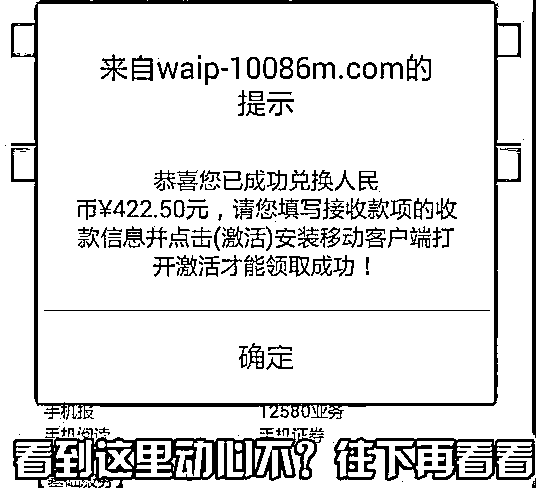 来自waip-10086m.com的
提示
恭喜您已成功兑换人民
币¥422.50元，请您填写接收款项的收
款信息并点击(激活)安装移动客户端打
开激活才能领取成功！
确定
手机报 12580业务
手机阅读 手机证券
看到这里动心不？往下再看看
【基础服务】